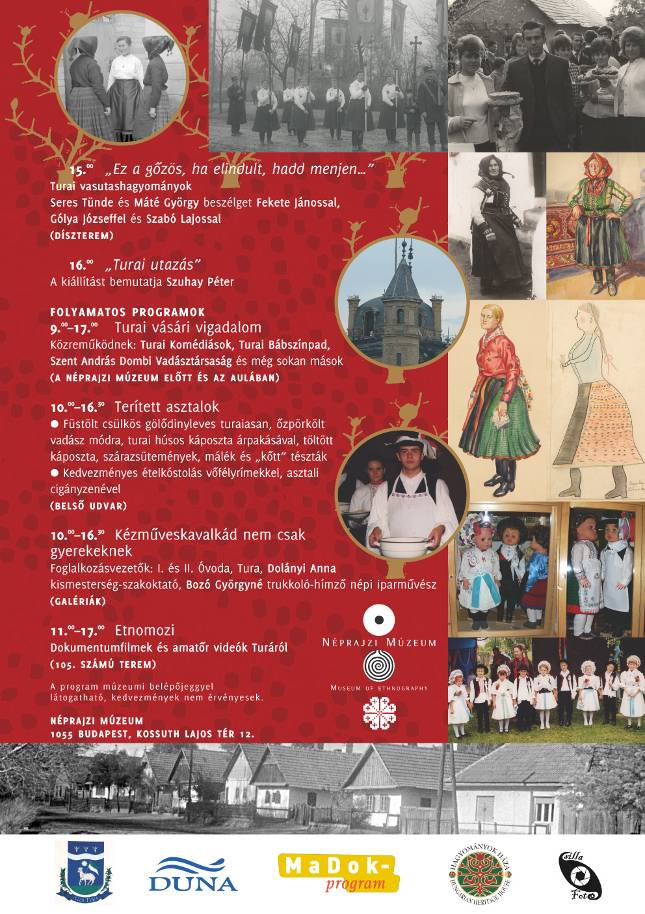 15.⁰⁰ „Ez a gőzös, ha elindult, hadd menjen...”
Turai vasutashagyományok
Seres Tünde és Máté György beszélget Fekete Jánossal,
Gólya Józseffel és Szabó Lajossal
(DÍSZTEREM)
16.⁰⁰ „Turai utazás”
A kiállítást bemutatja Szuhay Péter
FOLYAMATOS PROGRAMOK
9.⁰⁰–17.⁰⁰ Turai vásári vigadalom
Közreműködnek: Turai Komédiások, Turai Bábszínpad,
Szent András Dombi Vadásztársaság és még sokan mások
(A NÉPRAJZI MÚZEUM ELŐTT ÉS AZ AULÁBAN)
10.⁰⁰–16.³⁰ Terített asztalok
● Füstölt csülkös gölődinyleves turaiasan, őzpörkölt
vadász módra, turai húsos káposzta árpakásával, töltött
káposzta, szárazsütemények, málék és „kőtt” tészták
● Kedvezményes ételkóstolás vőfélyrímekkel, asztali
cigányzenével
(BELSŐ UDVAR)
10.⁰⁰–16.³⁰ Kézműveskavalkád nem csak
gyerekeknek
Foglalkozásvezetők: I. és II. Óvoda, Tura, Dolányi Anna
kismesterség-szakoktató, Bozó Györgyné trukkoló-hímző népi iparművész
(GALÉRIÁK)
11.⁰⁰–17.⁰⁰ Etnomozi
Dokumentumfilmek és amatőr videók Turáról
(105. SZÁMÚ TEREM)
A program múzeumi belépőjeggyel
látogatható, kedvezmények nem érvényesek.
NÉPRAJZI MÚZEUM
1055 BUDAPEST, KOSSUTH LAJOS TÉR 12.
NÉPRAJZI MÚZEUM
MUSEUM OF ETHNOGRAPHY
DUNA
MaDok-
program
HAGYOMÁNYOK HÁZA
HUNGARIAN HERITAGE HOUSE
Csilla
Foto